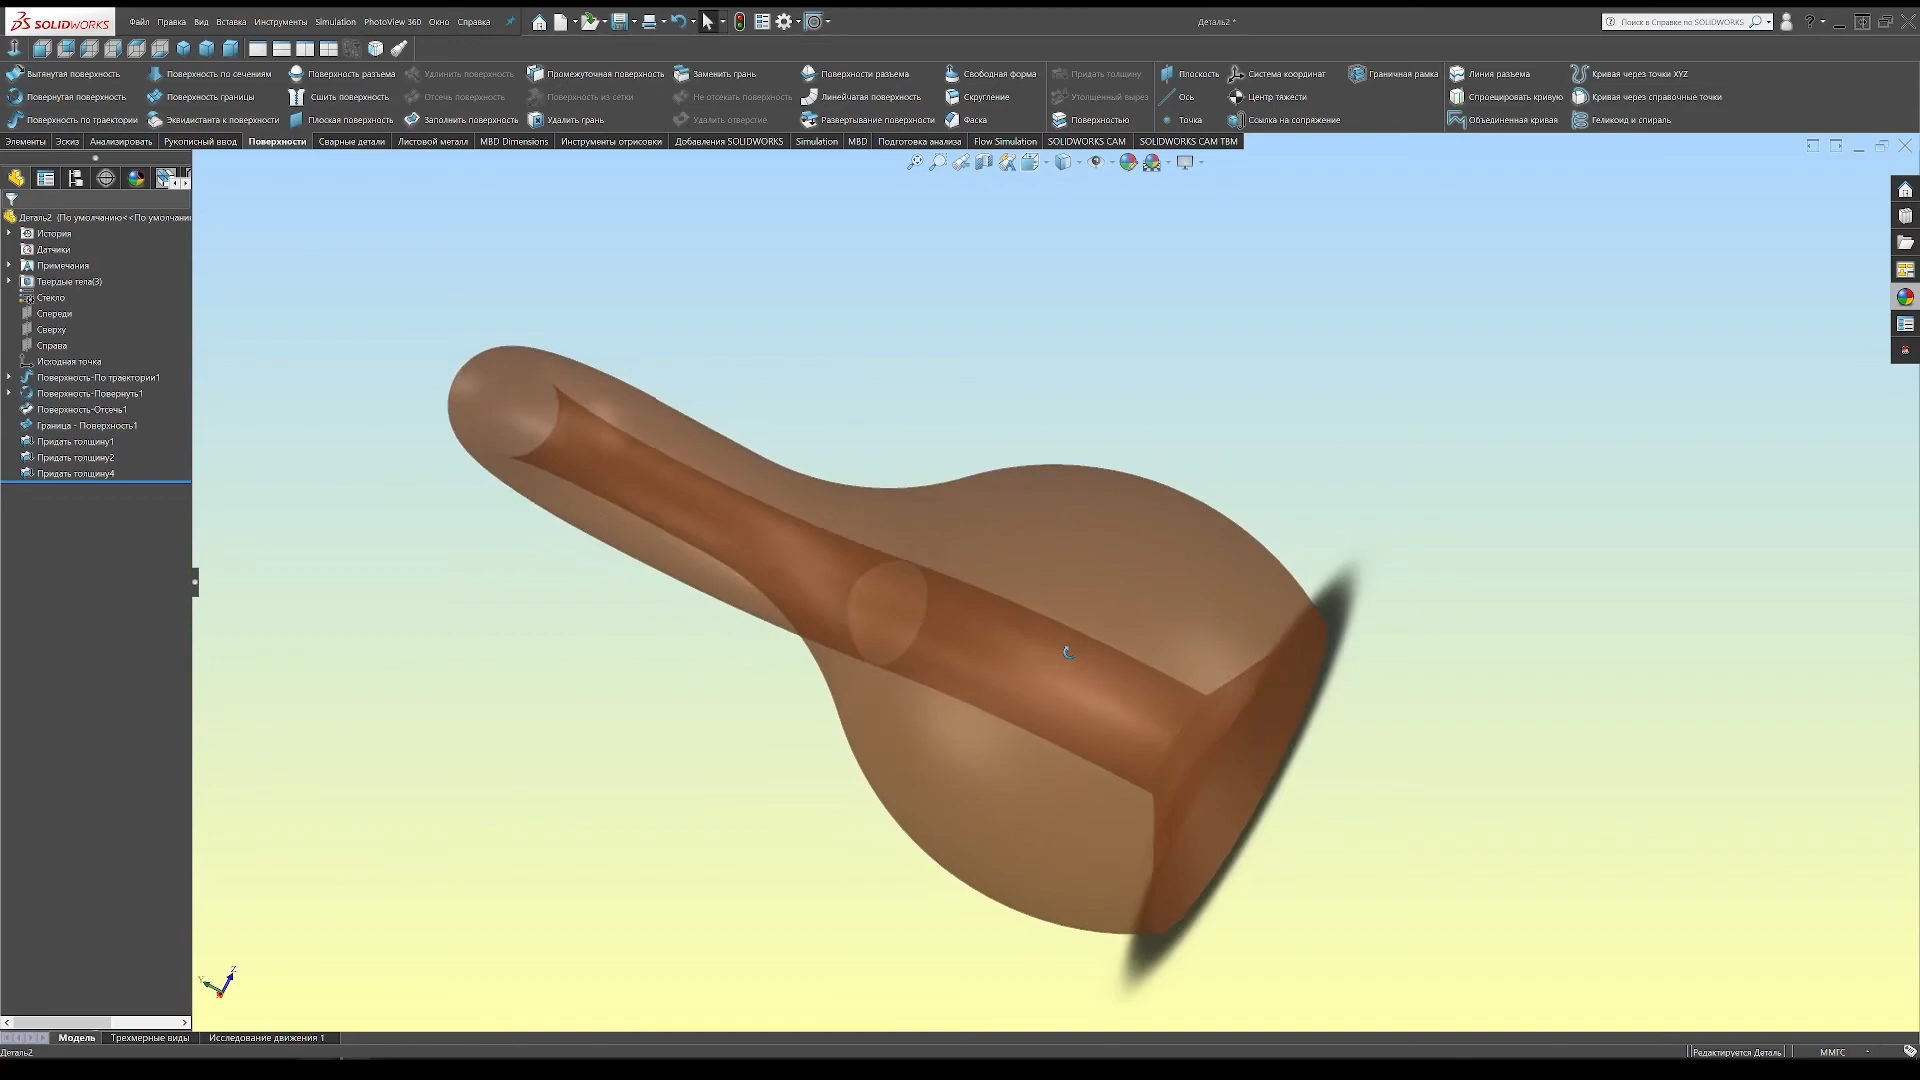 SOLIDWORKS Файл Правка Вид Вставка Инструменты Simulation PhotoView 360 Окно Справка Деталь2 * Поиск в Справке по SOLIDWORKS
Вытянутая поверхность Поверхность по сечениям Поверхность разъема Удлинить поверхность Промежуточная поверхность Заменить грань Поверхности разъема Свободная форма Придать толщину Плоскость Система координат Граничная рамка Линия разъема Кривая через точки XYZ
Повернутая поверхность Поверхность границы Сшить поверхность Отсечь поверхность Поверхность из сетки Не отсекать поверхность Линейчатая поверхность Скругление Утолщенный вырез Ось Центр тяжести Спроецировать кривую Кривая через справочные точки
Поверхность по траектории Эквидистанта к поверхности Плоская поверхность Заполнить поверхность Удалить грань Удалить отверстие Развертывание поверхности Фаска Поверхностью Точка Ссылка на сопряжение Объединенная кривая Геликоид и спираль
Элементы Эскиз Анализировать Рукописный ввод Поверхности Сварные детали Листовой металл MBD Dimensions Инструменты отрисовки Добавления SOLIDWORKS Simulation MBD Подготовка анализа Flow Simulation SOLIDWORKS CAM SOLIDWORKS CAM TBM
Деталь2 (По умолчанию<<По умолчани
История
Датчики
Примечания
Твердые тела(3)
Стекло
Спереди
Сверху
Справа
Исходная точка
Поверхность-По траектории1
Поверхность-Повернуть1
Поверхность-Отсечь1
Граница - Поверхность1
Придать толщину1
Придать толщину2
Придать толщину4
Z
Y
Модель Трехмерные виды Исследование движения 1
Деталь2 Редактируется Деталь ММГС